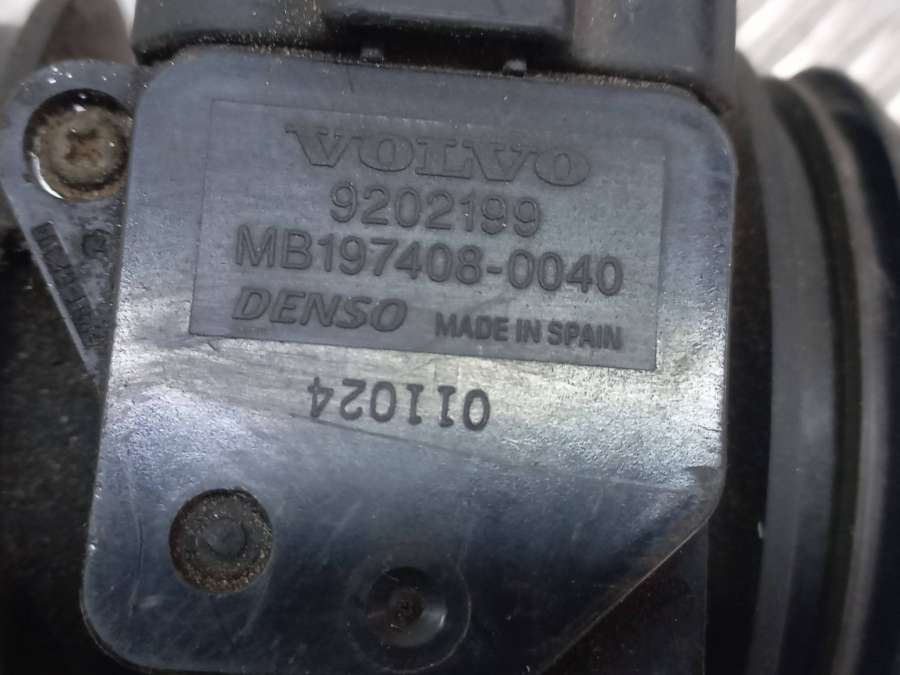 VOLVO
9202199
MB197408-0040
DENSO MADE IN SPAIN
011024